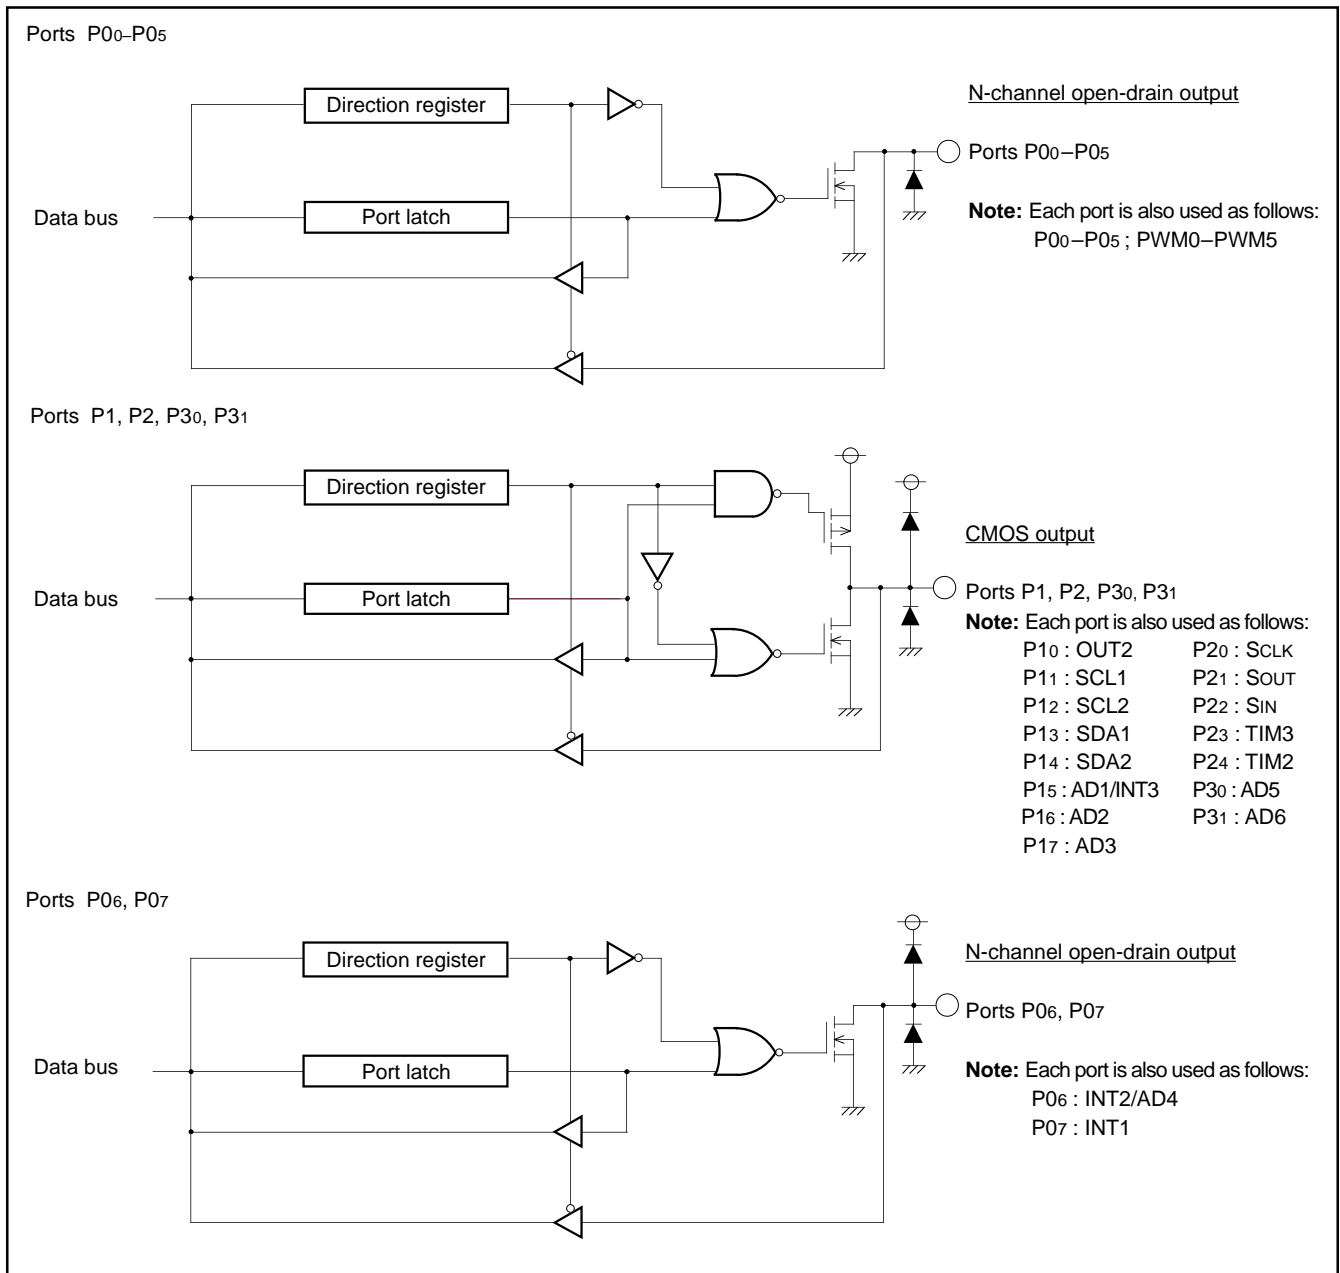 Ports P00–P05
Direction register
N-channel open-drain output
Ports P00–P05
Port latch
Data bus
Note: Each port is also used as follows:
P00–P05 ; PWM0–PWM5
Ports P1, P2, P30, P31
Direction register
CMOS output
Data bus
Port latch
Ports P1, P2, P30, P31
Note: Each port is also used as follows:
P10 : OUT2 P20 : SCLK
P11 : SCL1 P21 : SOUT
P12 : SCL2 P22 : SIN
P13 : SDA1 P23 : TIM3
P14 : SDA2 P24 : TIM2
P15 : AD1/INT3 P30 : AD5
P16 : AD2 P31 : AD6
P17 : AD3
Ports P06, P07
Direction register
N-channel open-drain output
Ports P06, P07
Data bus
Port latch
Note: Each port is also used as follows:
P06 : INT2/AD4
P07 : INT1